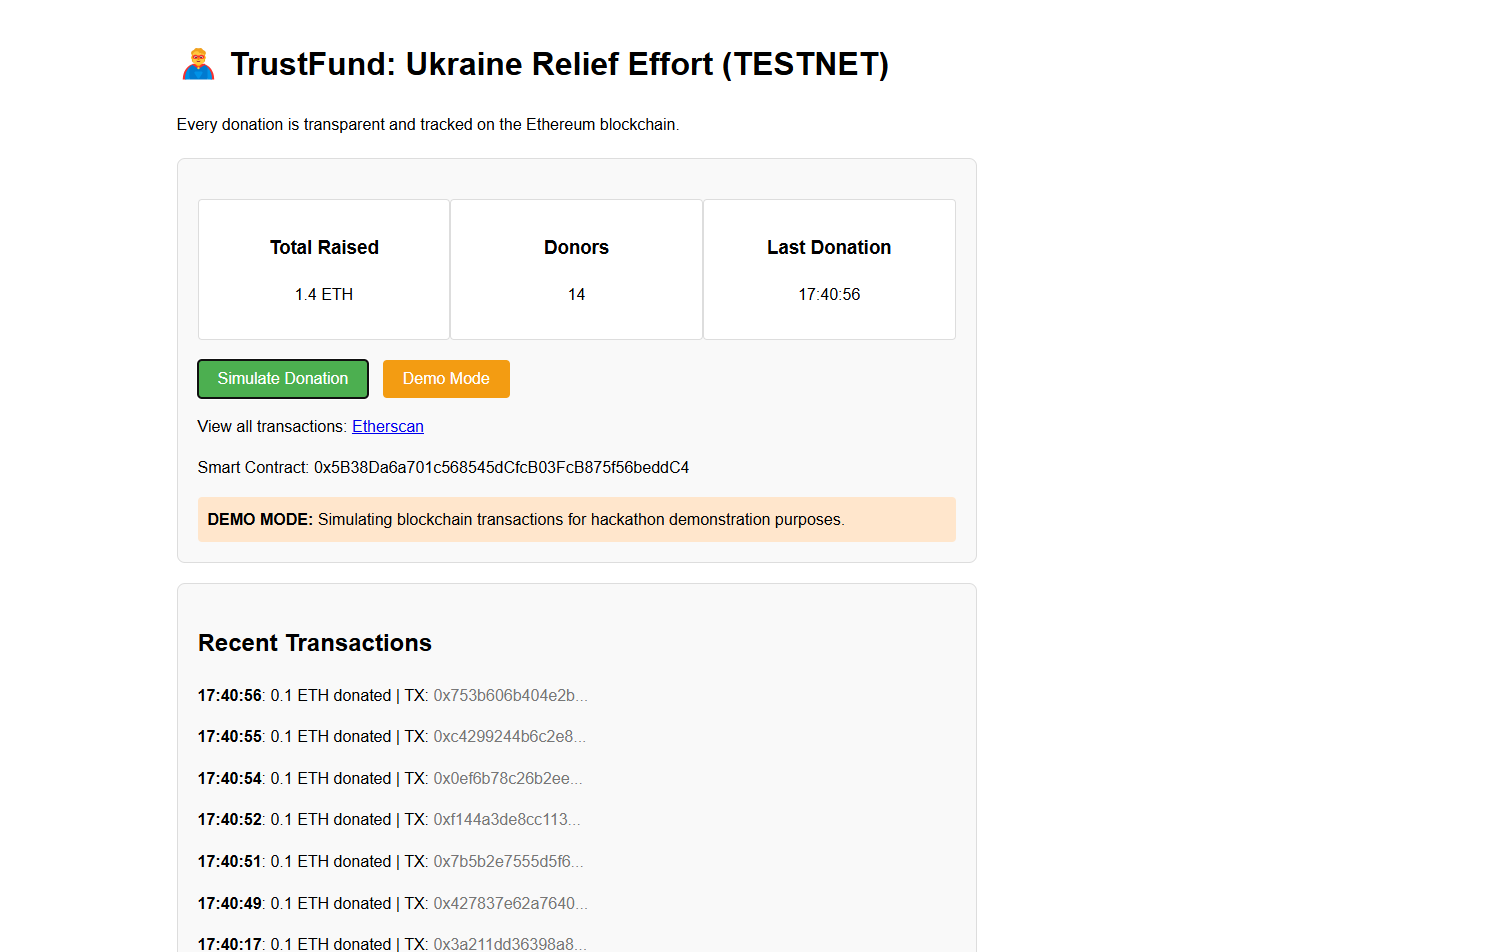 TrustFund: Ukraine Relief Effort (TESTNET)
Every donation is transparent and tracked on the Ethereum blockchain.
Total Raised
1.4 ETH
Donors
14
Last Donation
17:40:56
Simulate Donation
Demo Mode
View all transactions: Etherscan
Smart Contract: 0x5B38Da6a701c568545dCfcB03FcB875f56beddC4
DEMO MODE: Simulating blockchain transactions for hackathon demonstration purposes.
Recent Transactions
17:40:56: 0.1 ETH donated | TX: 0x753b606b404e2b...
17:40:55: 0.1 ETH donated | TX: 0xc4299244b6c2e8...
17:40:54: 0.1 ETH donated | TX: 0x0ef6b78c26b2ee...
17:40:52: 0.1 ETH donated | TX: 0xf144a3de8cc113...
17:40:51: 0.1 ETH donated | TX: 0x7b5b2e7555d5f6...
17:40:49: 0.1 ETH donated | TX: 0x427837e62a7640...
17:40:17: 0.1 ETH donated | TX: 0x3a211dd36398a8...